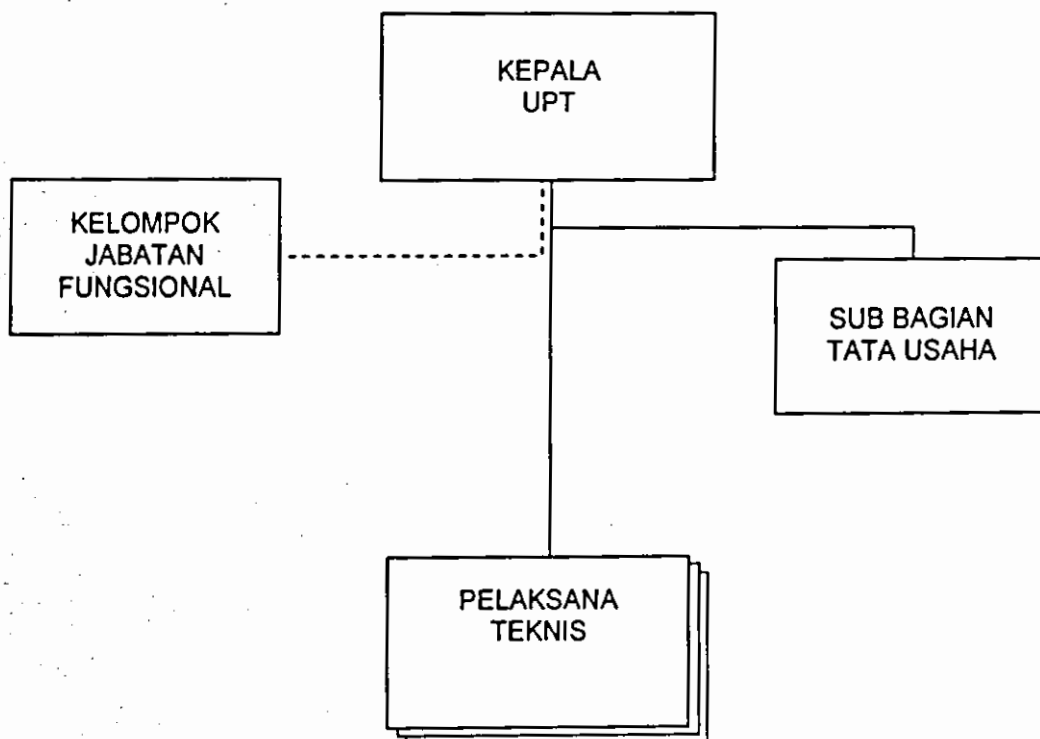 KEPALA
UPT
KELOMPOK
JABATAN
FUNGSIONAL
SUB BAGIAN
TATA USAHA
PELAKSANA
TEKNIS